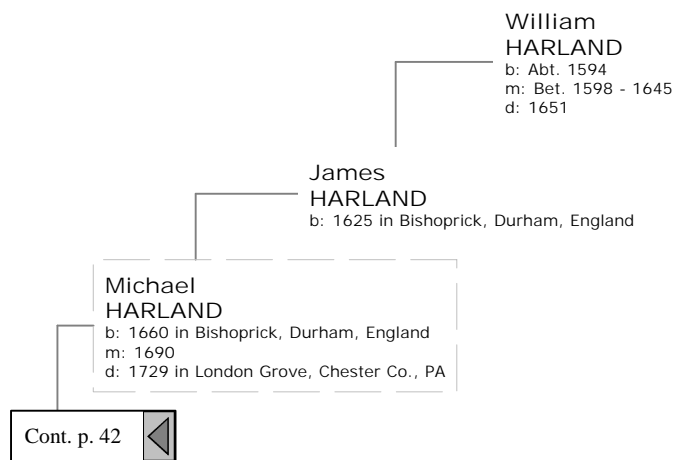 William
HARLAND
b: Abt. 1594
m: Bet. 1598 - 1645
d: 1651
James
HARLAND
b: 1625 in Bishoprick, Durham, England
Michael
HARLAND
b: 1660 in Bishoprick, Durham, England
m: 1690
d: 1729 in London Grove, Chester Co., PA
Cont. p. 42